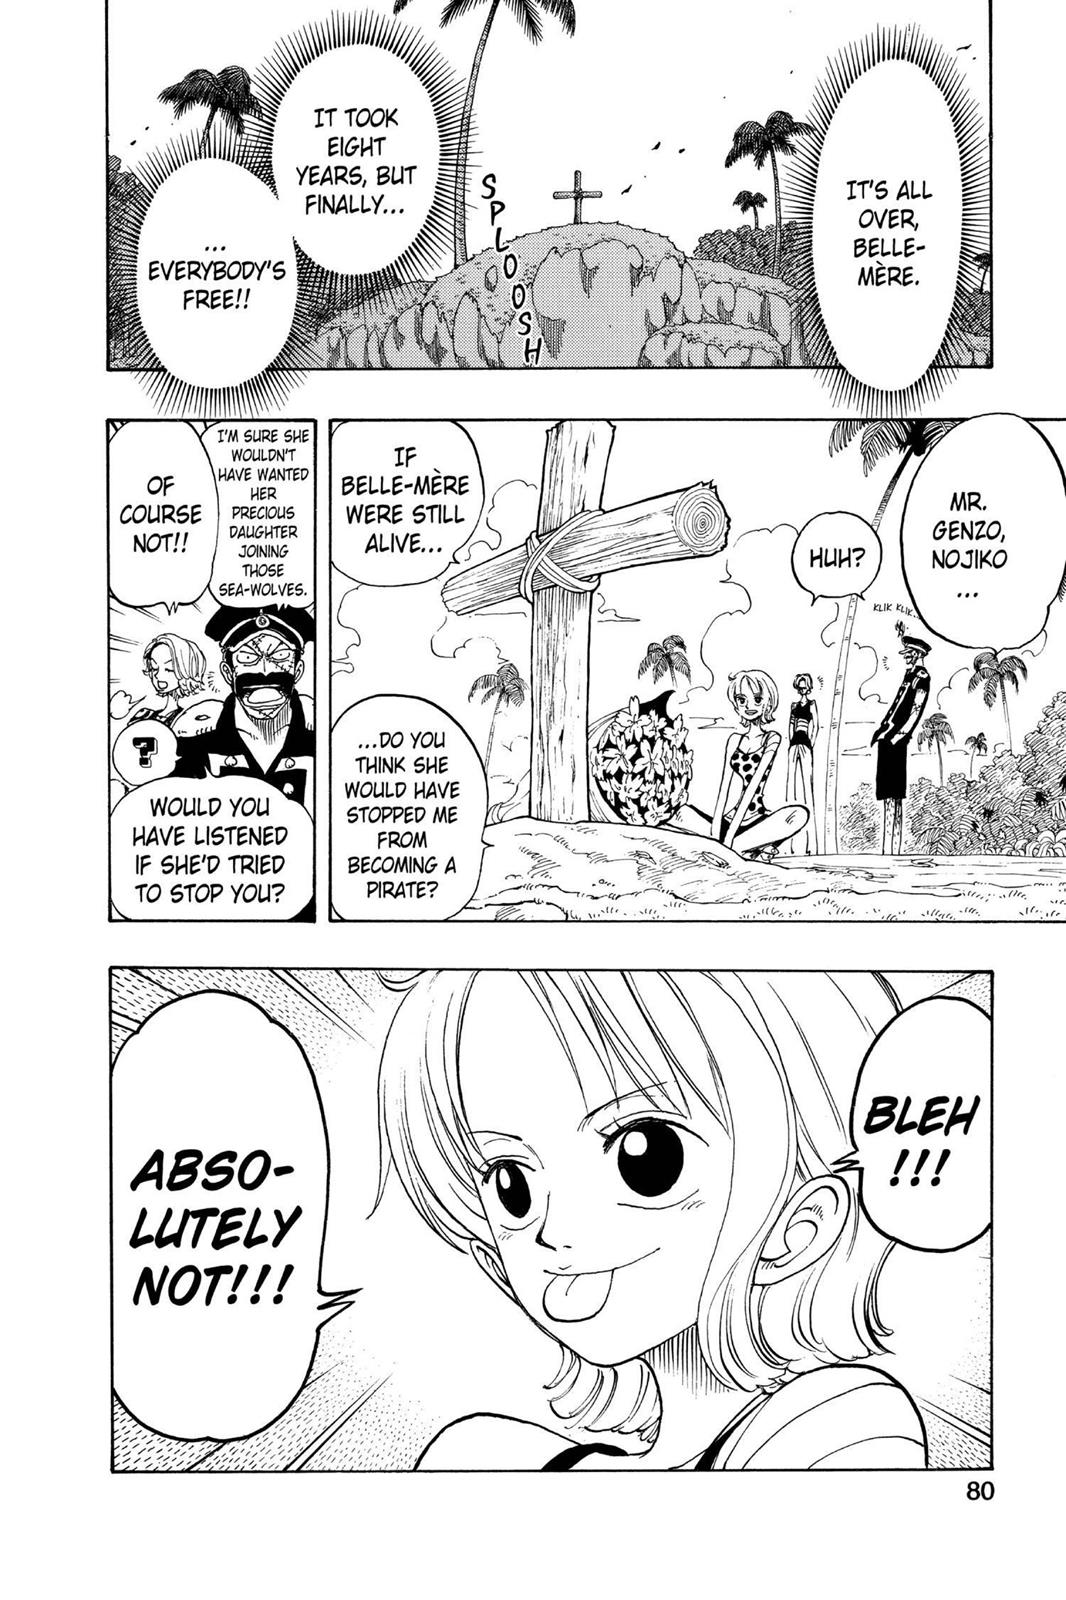 IT'S ALL
OVER,
BELLE-
MÈRE.
IT TOOK
EIGHT
YEARS, BUT
FINALLY...
SPLOOSH
...
EVERYBODY'S
FREE!!
MR.
GENZO,
NOJIKO
...
HUH?
KLIK KLIK...
IF
BELLE-MÈRE
WERE STILL
ALIVE...
...DO YOU
THINK SHE
WOULD HAVE
STOPPED ME
FROM
BECOMING A
PIRATE?
I'M SURE SHE
WOULDN'T
HAVE WANTED
HER
PRECIOUS
DAUGHTER
JOINING
THOSE
SEA-WOLVES.
OF
COURSE
NOT!!
?
WOULD YOU
HAVE LISTENED
IF SHE'D TRIED
TO STOP YOU?
BLEH
!!!
ABSO-
LUTELY
NOT!!!
80